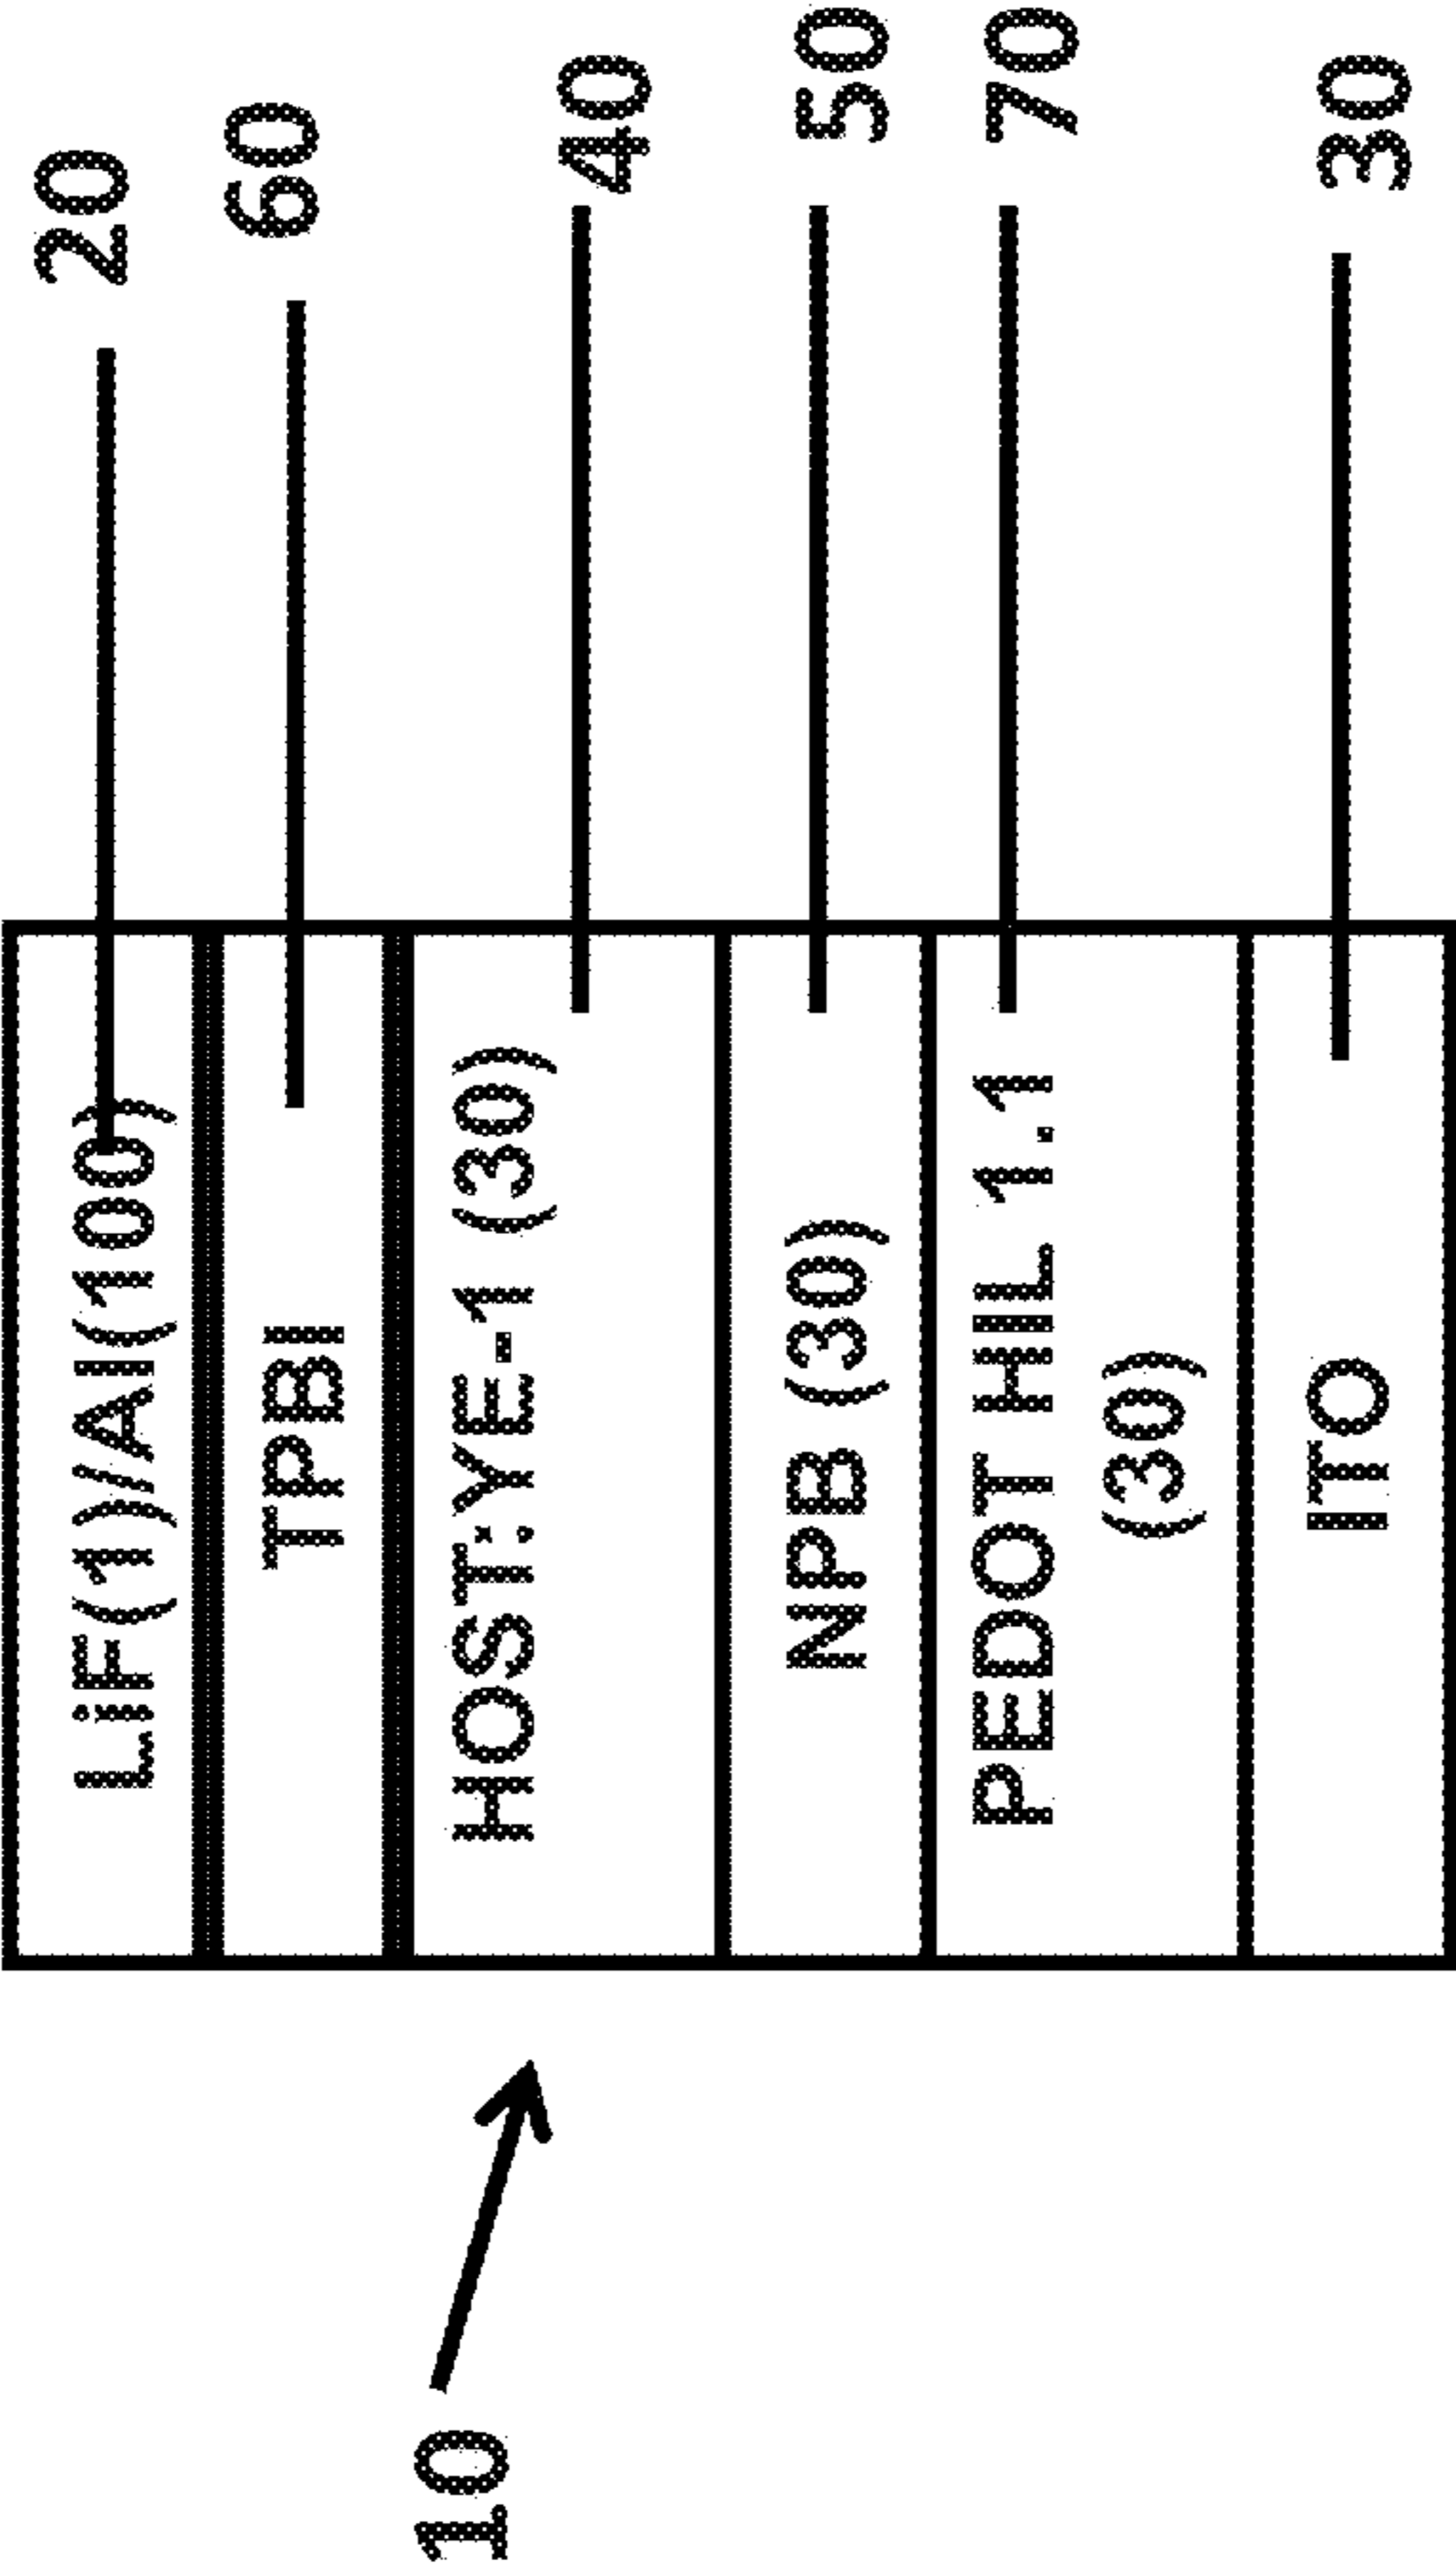 20
LiF(1)//Al(100)
60
TPBI
40
HOST:YE-1 (30)
10
50
NPB (30)
70
PEDOT HIL 1.1
(30)
30
ITO